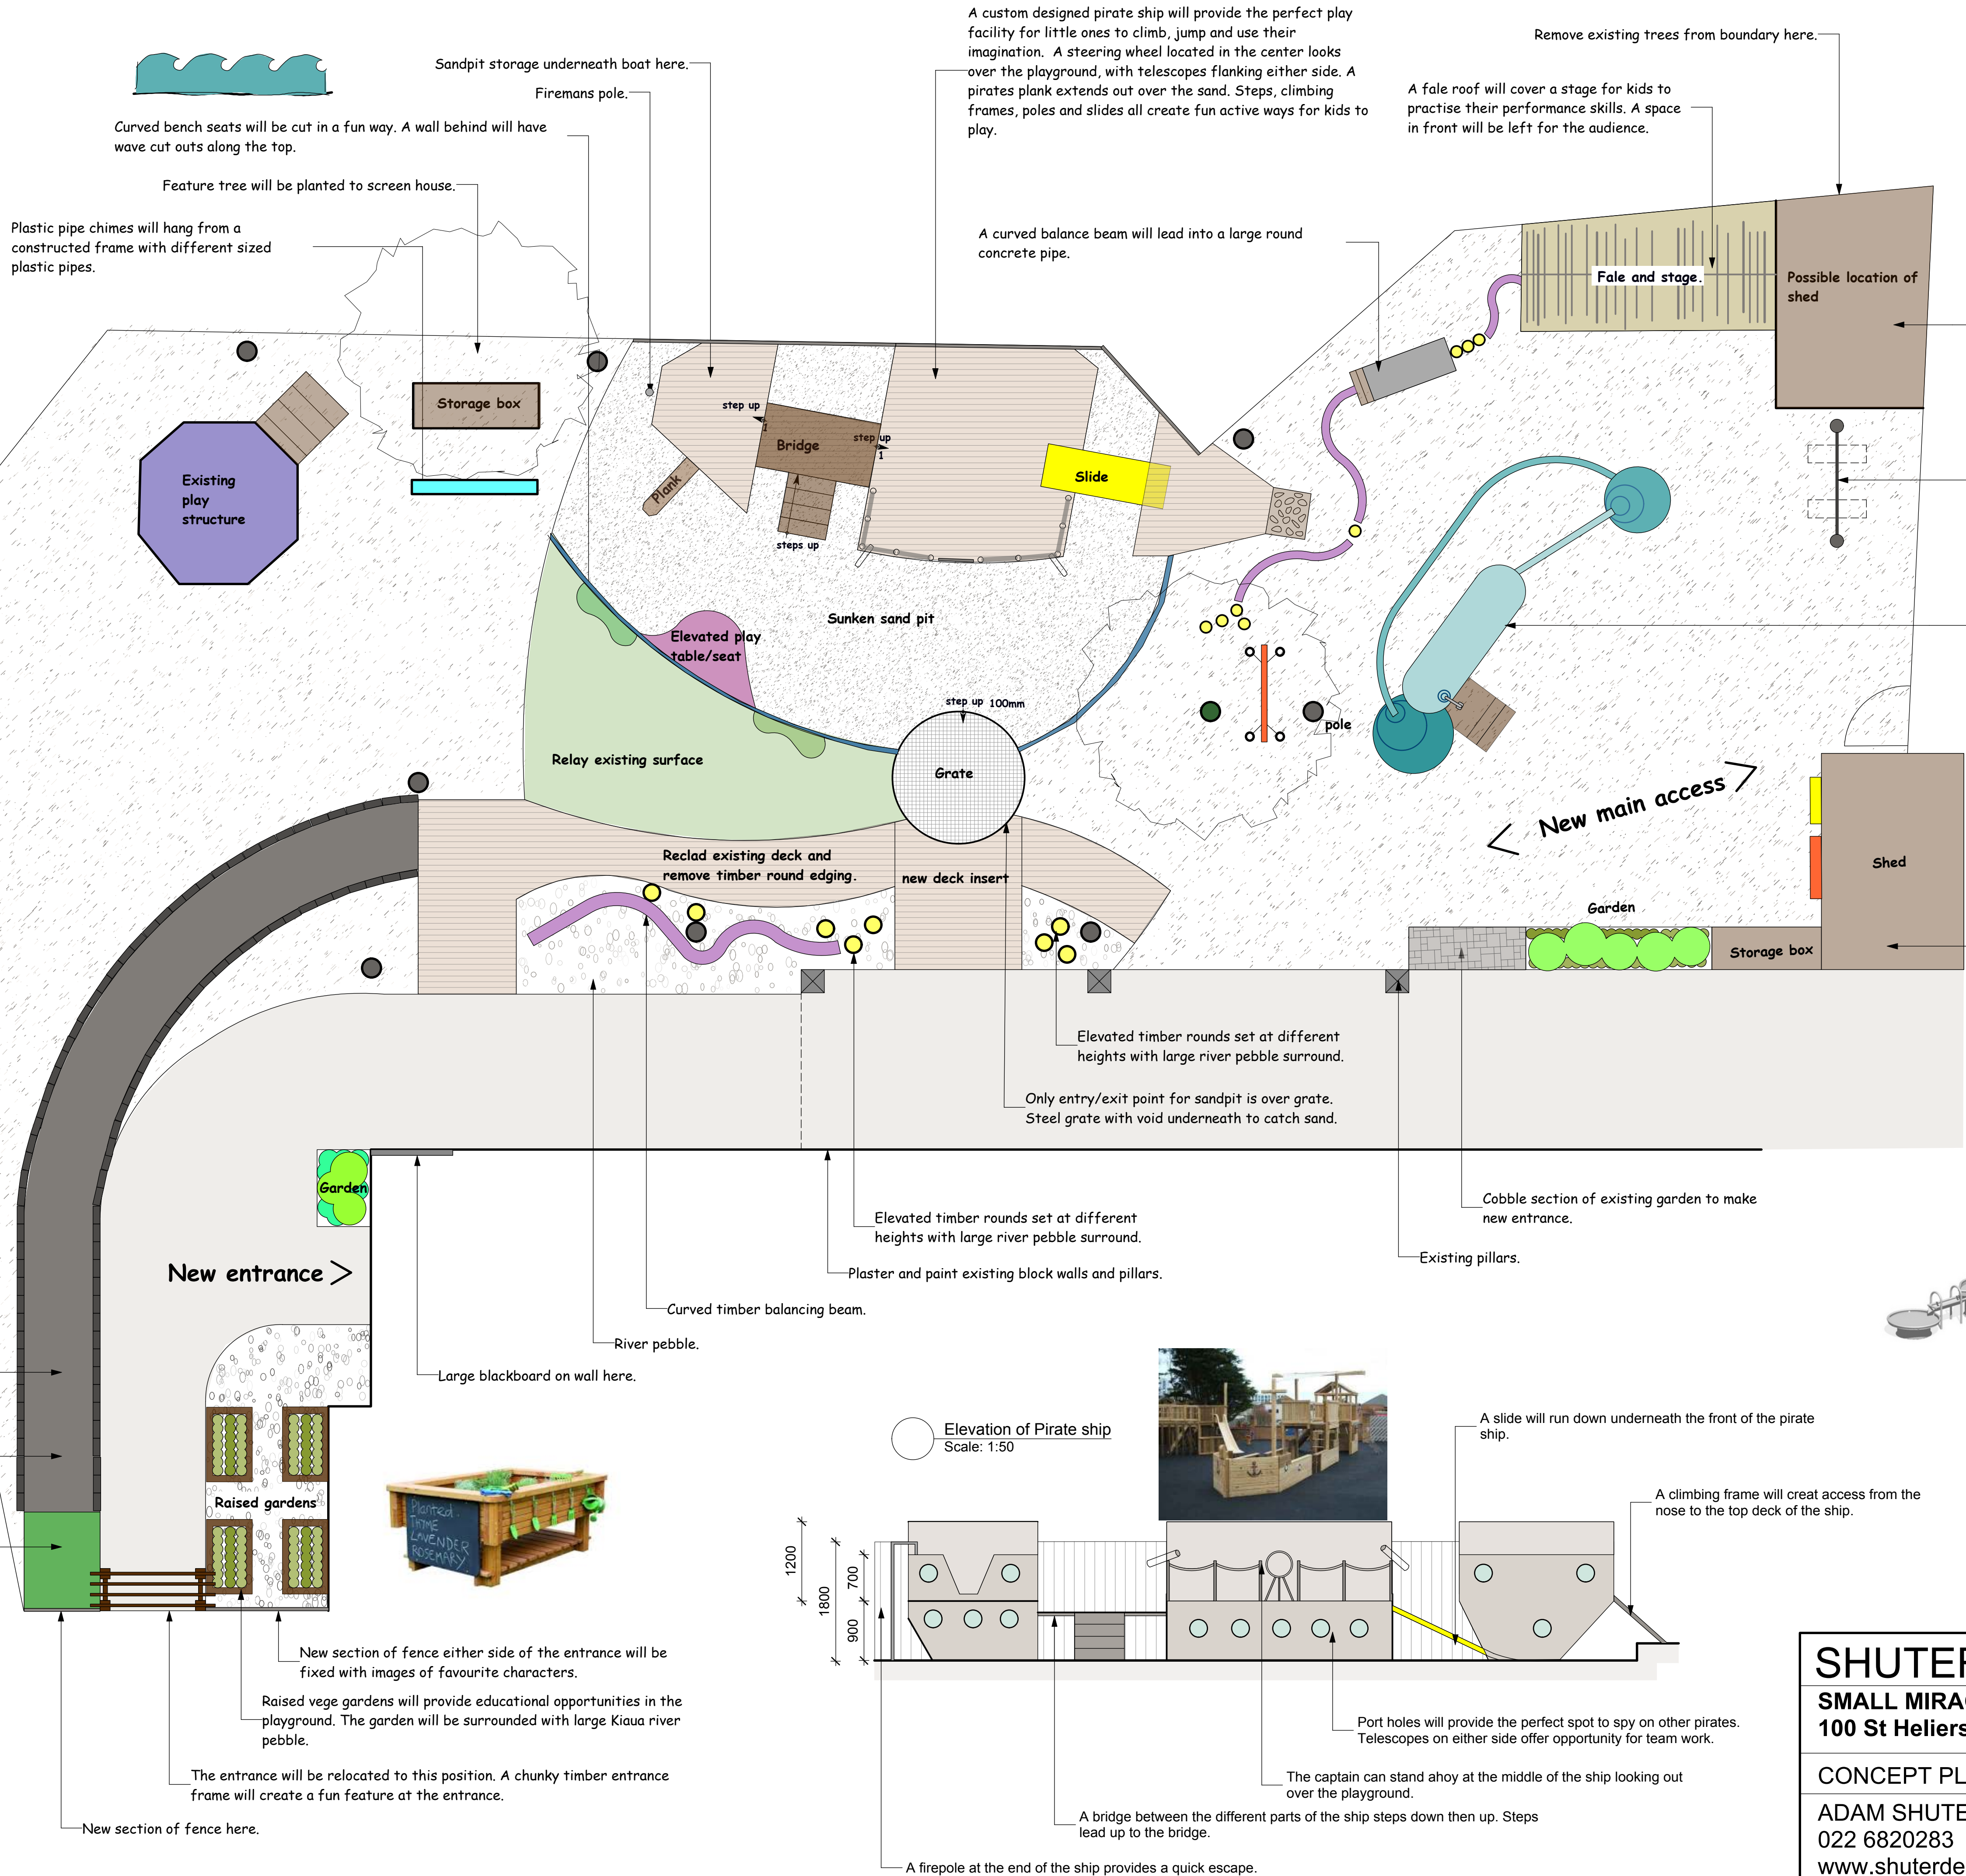 A custom designed pirate ship will provide the perfect play
facility for little ones to climb, jump and use their
imagination. A steering wheel located in the center looks
over the playground, with telescopes flanking either side. A
pirates plank extends out over the sand. Steps, climbing
frames, poles and slides all create fun active ways for kids to
play.
Remove existing trees from boundary here.
Sandpit storage underneath boat here.
Firemans pole.
A fale roof will cover a stage for kids to
practise their performance skills. A space
in front will be left for the audience.
Curved bench seats will be cut in a fun way. A wall behind will have
wave cut outs along the top.
Feature tree will be planted to screen house.
Plastic pipe chimes will hang from a
constructed frame with different sized
plastic pipes.
A curved balance beam will lead into a large round
concrete pipe.
Fale and stage.
Possible location of
shed
Storage box
step up
1
Bridge
step up
1
Slide
Plank
Existing
play
structure
steps up
Sunken sand pit
Elevated play
table/seat
step up 100mm
pole
Relay existing surface
Grate
New main access
Reclad existing deck and
remove timber round edging.
new deck insert
Shed
Garden
Storage box
Elevated timber rounds set at different
heights with large river pebble surround.
Only entry/exit point for sandpit is over grate.
Steel grate with void underneath to catch sand.
Garden
Cobble section of existing garden to make
new entrance.
Elevated timber rounds set at different
heights with large river pebble surround.
Existing pillars.
New entrance >
Plaster and paint existing block walls and pillars.
Curved timber balancing beam.
River pebble.
Large blackboard on wall here.
Elevation of Pirate ship
Scale: 1:50
A slide will run down underneath the front of the pirate
ship.
A climbing frame will creat access from the
nose to the top deck of the ship.
Raised gardens
Planted.
THYME
LAVENDER
ROSEMARY
1200
1800
700
900
New section of fence either side of the entrance will be
fixed with images of favourite characters.
Raised vege gardens will provide educational opportunities in the
playground. The garden will be surrounded with large Kiaua river
pebble.
The entrance will be relocated to this position. A chunky timber entrance
frame will create a fun feature at the entrance.
New section of fence here.
Port holes will provide the perfect spot to spy on other pirates.
Telescopes on either side offer opportunity for team work.
The captain can stand ahoy at the middle of the ship looking out
over the playground.
A bridge between the different parts of the ship steps down then up. Steps
lead up to the bridge.
A firepole at the end of the ship provides a quick escape.
SHUTER
SMALL MIRA
100 St Heliers
CONCEPT PL
ADAM SHUTE
022 6820283
www.shuterde